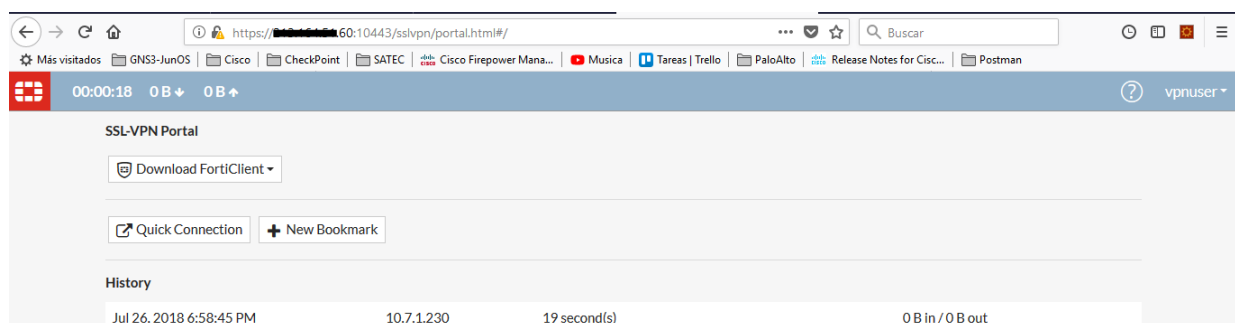 https://60:10443/sslvpn/portal.html#/ Buscar
Más visitados GNS3-JunOS Cisco CheckPoint SATEC Cisco Firepower Mana... Musica Tareas | Trello PaloAlto Release Notes for Cisc... Postman
00:00:18 0 B 0 B vpnuser
SSL-VPN Portal
Download FortiClient
Quick Connection New Bookmark
History
Jul 26, 2018 6:58:45 PM 10.7.1.230 19 second(s) 0 B in / 0 B out